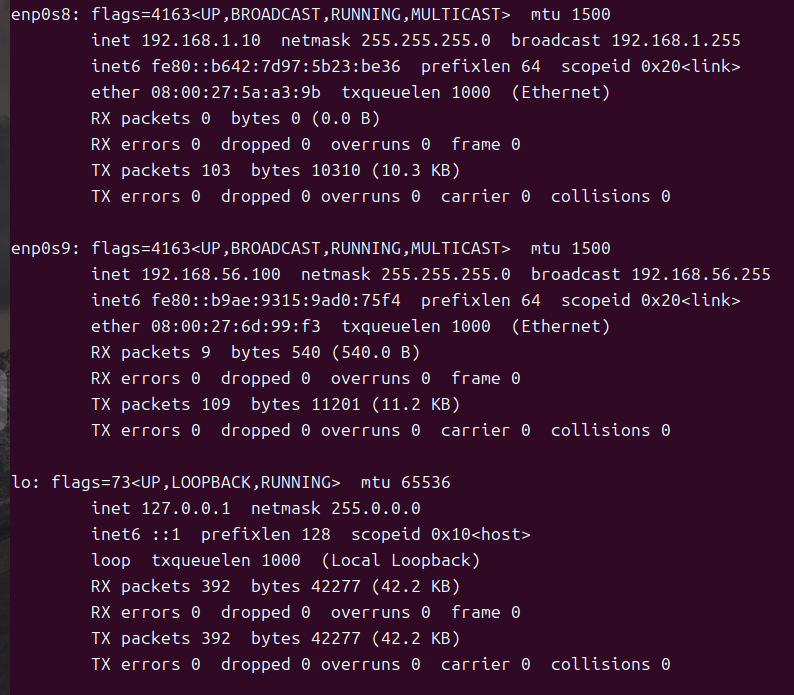 enp0s8: flags=4163<UP,BROADCAST,RUNNING,MULTICAST>  mtu 1500
        inet 192.168.1.10  netmask 255.255.255.0  broadcast 192.168.1.255
        inet6 fe80::b642:7d97:5b23:be36  prefixlen 64  scopeid 0x20<link>
        ether 08:00:27:5a:a3:9b  txqueuelen 1000  (Ethernet)
        RX packets 0  bytes 0 (0.0 B)
        RX errors 0  dropped 0  overruns 0  frame 0
        TX packets 103  bytes 10310 (10.3 KB)
        TX errors 0  dropped 0 overruns 0  carrier 0  collisions 0

enp0s9: flags=4163<UP,BROADCAST,RUNNING,MULTICAST>  mtu 1500
        inet 192.168.56.100  netmask 255.255.255.0  broadcast 192.168.56.255
        inet6 fe80::b9ae:9315:9ad0:75f4  prefixlen 64  scopeid 0x20<link>
        ether 08:00:27:6d:99:f3  txqueuelen 1000  (Ethernet)
        RX packets 9  bytes 540 (540.0 B)
        RX errors 0  dropped 0  overruns 0  frame 0
        TX packets 109  bytes 11201 (11.2 KB)
        TX errors 0  dropped 0 overruns 0  carrier 0  collisions 0

lo: flags=73<UP,LOOPBACK,RUNNING>  mtu 65536
        inet 127.0.0.1  netmask 255.0.0.0
        inet6 ::1  prefixlen 128  scopeid 0x10<host>
        loop  txqueuelen 1000  (Local Loopback)
        RX packets 392  bytes 42277 (42.2 KB)
        RX errors 0  dropped 0  overruns 0  frame 0
        TX packets 392  bytes 42277 (42.2 KB)
        TX errors 0  dropped 0 overruns 0  carrier 0  collisions 0